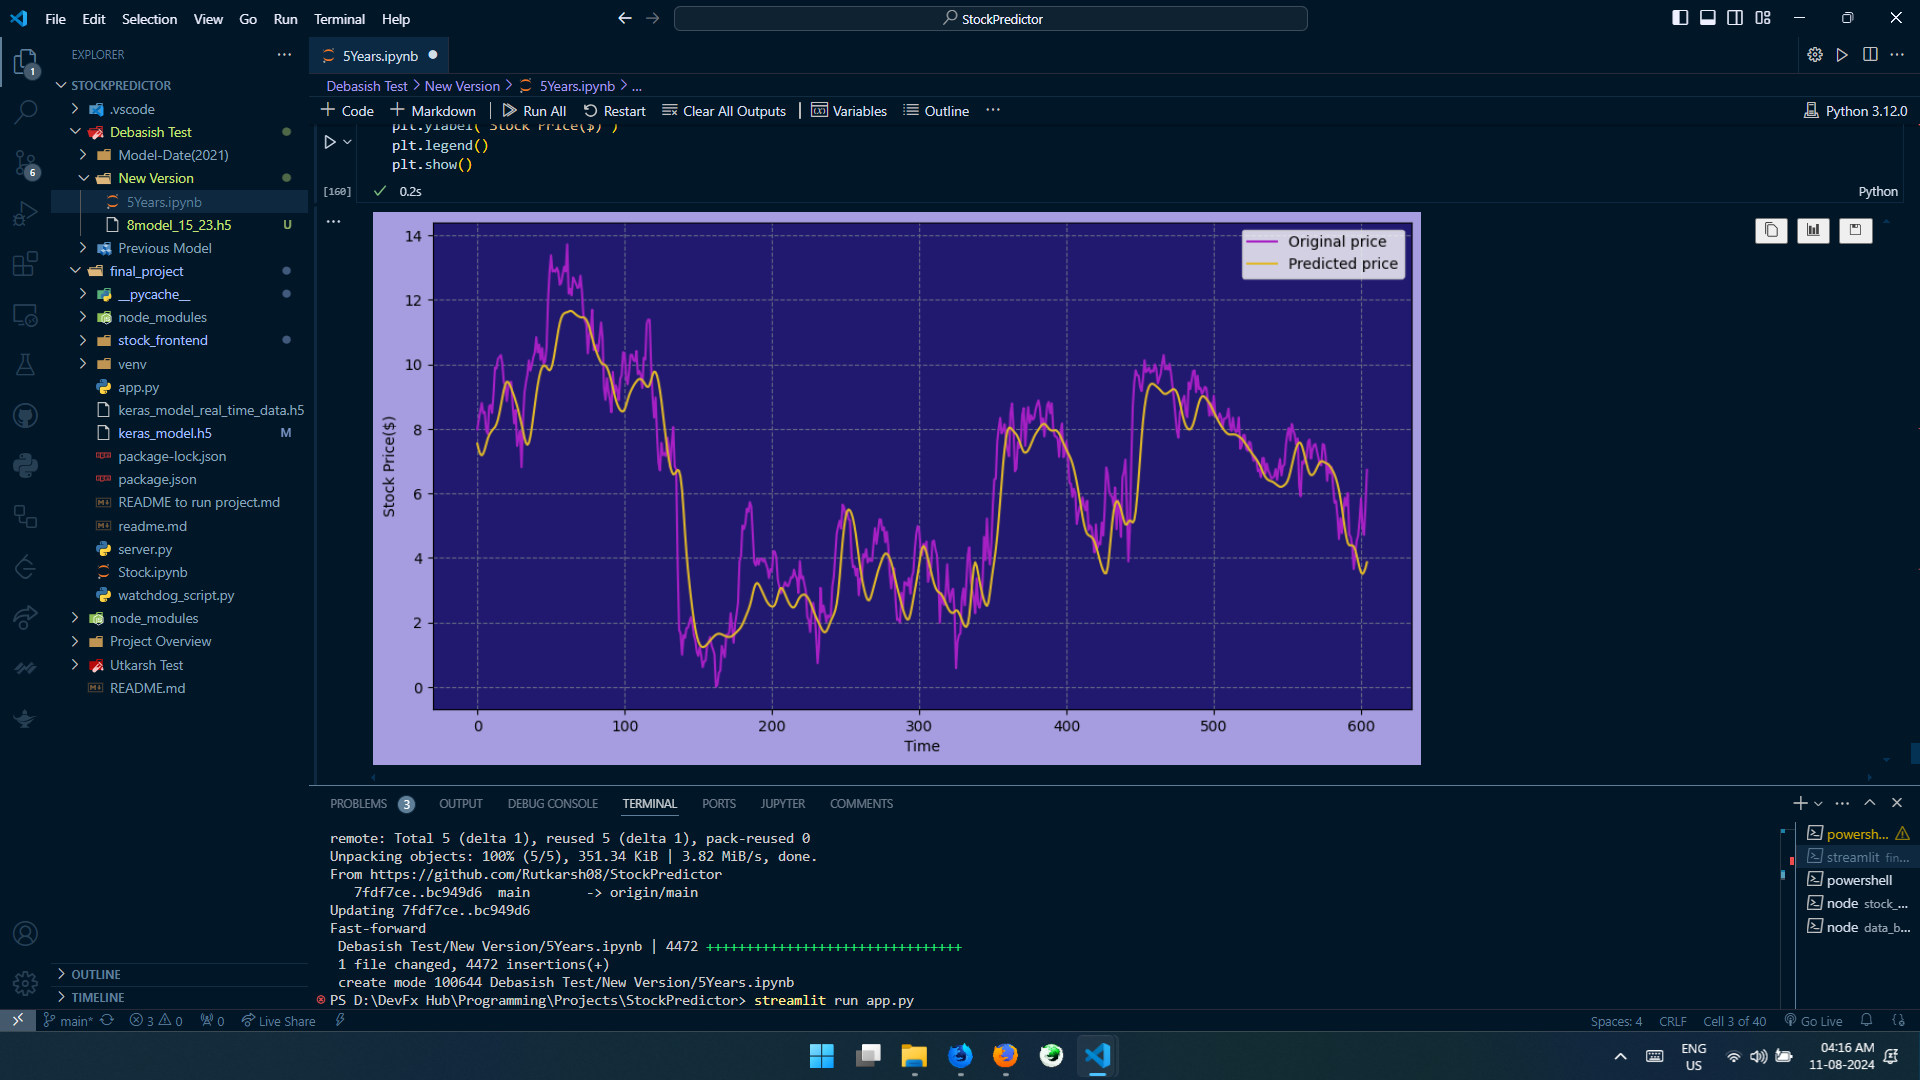 File Edit Selection View Go Run Terminal Help
StockPredictor
EXPLORER
5Years.ipynb
STOCKPREDICTOR
.vscode
Debasish Test
Model-Date(2021)
New Version
5Years.ipynb
8model_15_23.h5 U
Previous Model
final_project
__pycache__
node_modules
stock_frontend
venv
app.py
keras_model_real_time_data.h5
keras_model.h5 M
package-lock.json
package.json
README to run project.md
readme.md
server.py
Stock.ipynb
watchdog_script.py
node_modules
Project Overview
Utkarsh Test
README.md
OUTLINE
TIMELINE
1
6
Debasish Test > New Version > 5Years.ipynb > ...
Code Markdown Run All Restart Clear All Outputs Variables Outline ... Python 3.12.0
plt.ylabel('Stock Price($)')
plt.legend()
plt.show()
[160] 0.2s Python
Original price
Predicted price
14
12
10
8
6
4
2
0
Stock Price($)
0 100 200 300 400 500 600
Time
PROBLEMS 3 OUTPUT DEBUG CONSOLE TERMINAL PORTS JUPYTER COMMENTS
remote: Total 5 (delta 1), reused 5 (delta 1), pack-reused 0
Unpacking objects: 100% (5/5), 351.34 KiB | 3.82 MiB/s, done.
From https://github.com/Rutkarsh08/StockPredictor
7fdf7ce..bc949d6 main -> origin/main
Updating 7fdf7ce..bc949d6
Fast-forward
Debasish Test/New Version/5Years.ipynb | 4472 ++++++++++++++++++++++++++++++++
1 file changed, 4472 insertions(+)
create mode 100644 Debasish Test/New Version/5Years.ipynb
PS D:\DevFx Hub\Programming\Projects\StockPredictor> streamlit run app.py
powersh...
streamlit fin...
powershell
node stock_...
node data_b...
main* 3 0 0 Live Share
Spaces: 4 CRLF Cell 3 of 40 Go Live
ENG
US
04:16 AM
11-08-2024